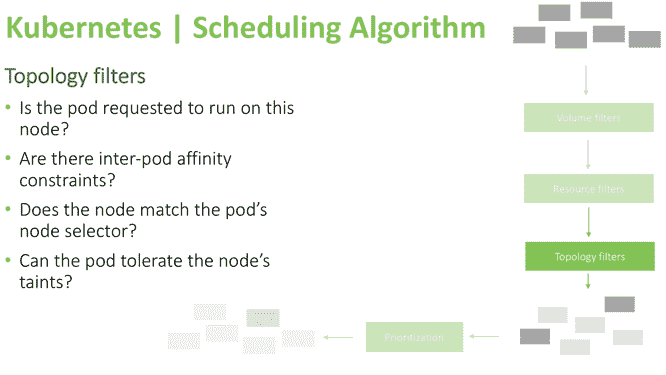 Kubernetes | Scheduling Algorithm
Topology filters
• Is the pod requested to run on this
node?
• Are there inter-pod affinity
constraints?
• Does the node match the pod's
node selector?
• Can the pod tolerate the node's
taints?
Volume filters
Resource filters
Topology filters
Prioritization